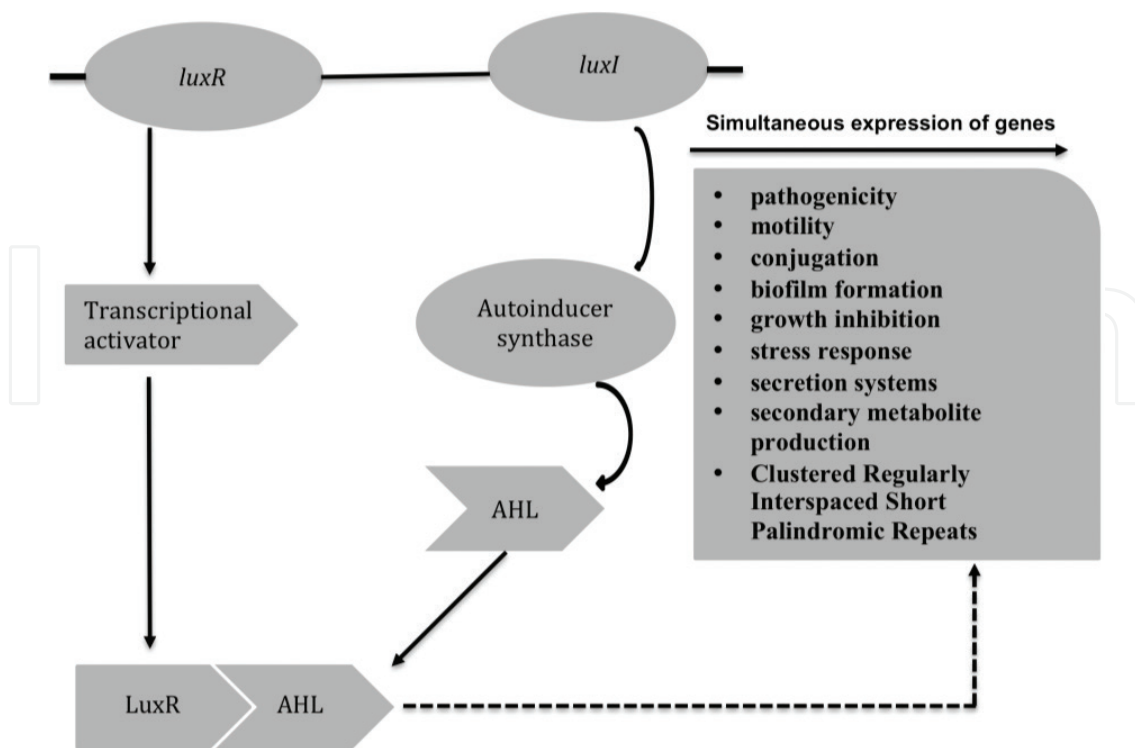 luxR
luxI
Simultaneous expression of genes
• pathogenicity
• motility
• conjugation
• biofilm formation
• growth inhibition
• stress response
• secretion systems
• secondary metabolite
production
• Clustered Regularly
Interspaced Short
Palindromic Repeats
Transcriptional
activator
Autoinducer
synthase
AHL
LuxR
AHL